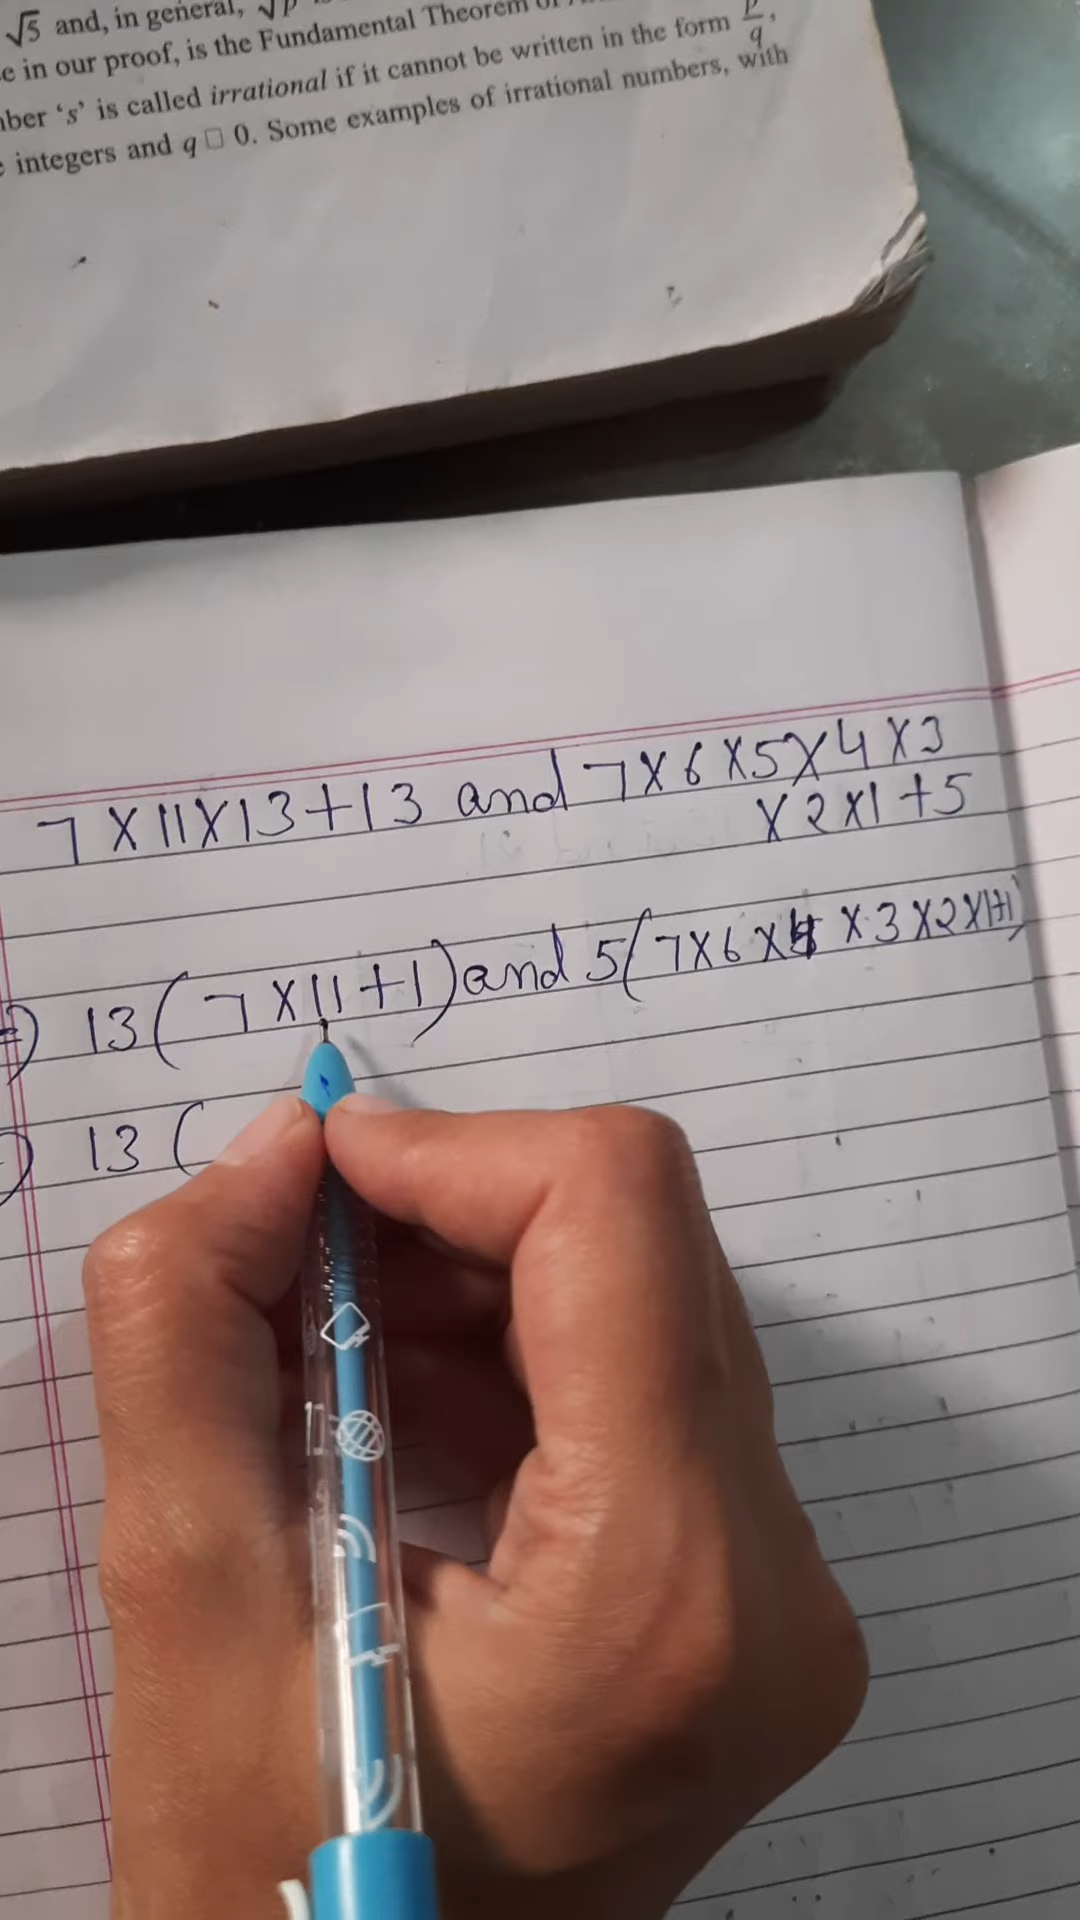 √5 and, in general, √p
e in our proof, is the Fundamental Theorem of
ber ‘s’ is called irrational if it cannot be written in the form p/q,
integers and q □ 0. Some examples of irrational numbers, with
7 X 11 X 13 + 13 and 7 X 6 X 5 X 4 X 3
X 2 X 1 + 5
⇒) 13 ( 7 X 11 + 1 ) and 5 ( 7 X 6 X 4 X 3 X 2 X 1 + 1 )
13 (